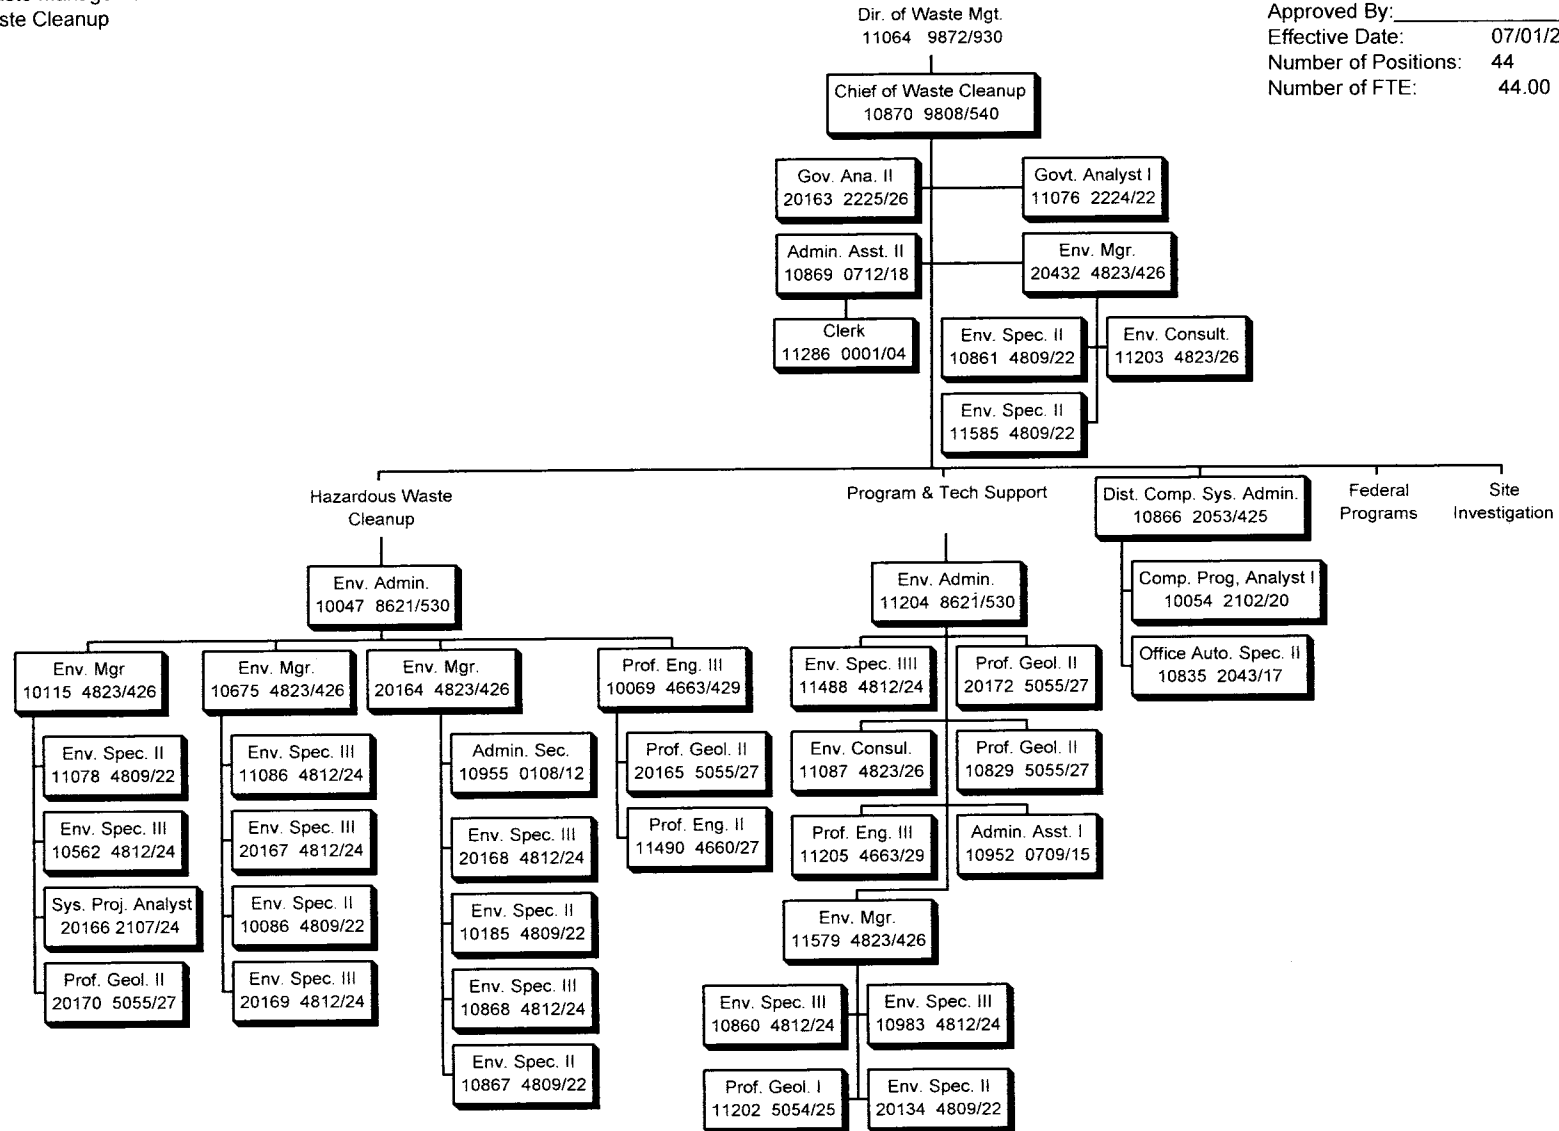 ste Cleanup
Approved By:
Effective Date: 07/01/2
Number of Positions: 44
Number of FTE: 44.00
Dir. of Waste Mgt.
11064 9872/930
Chief of Waste Cleanup
10870 9808/540
Gov. Ana. II
20163 2225/26
Govt. Analyst I
11076 2224/22
Admin. Asst. II
10869 0712/18
Env. Mgr.
20432 4823/426
Clerk
11286 0001/04
Env. Spec. II
10861 4809/22
Env. Consult.
11203 4823/26
Env. Spec. II
11585 4809/22
Hazardous Waste
Cleanup
Program & Tech Support
Dist. Comp. Sys. Admin.
10866 2053/425
Federal
Programs
Site
Investigation
Comp. Prog, Analyst I
10054 2102/20
Office Auto. Spec. II
10835 2043/17
Env. Admin.
10047 8621/530
Env. Mgr
10115 4823/426
Env. Spec. II
11078 4809/22
Env. Spec. III
10562 4812/24
Sys. Proj. Analyst
20166 2107/24
Prof. Geol. II
20170 5055/27
Env. Mgr.
10675 4823/426
Env. Spec. III
11086 4812/24
Env. Spec. III
20167 4812/24
Env. Spec. II
10086 4809/22
Env. Spec. III
20169 4812/24
Env. Mgr.
20164 4823/426
Admin. Sec.
10955 0108/12
Env. Spec. III
20168 4812/24
Env. Spec. II
10185 4809/22
Env. Spec. III
10868 4812/24
Env. Spec. II
10867 4809/22
Prof. Eng. III
10069 4663/429
Prof. Geol. II
20165 5055/27
Prof. Eng. II
11490 4660/27
Env. Admin.
11204 8621/530
Env. Spec. IIII
11488 4812/24
Prof. Geol. II
20172 5055/27
Env. Consul.
11087 4823/26
Prof. Geol. II
10829 5055/27
Prof. Eng. III
11205 4663/29
Admin. Asst. I
10952 0709/15
Env. Mgr.
11579 4823/426
Env. Spec. III
10860 4812/24
Env. Spec. III
10983 4812/24
Prof. Geol. I
11202 5054/25
Env. Spec. II
20134 4809/22